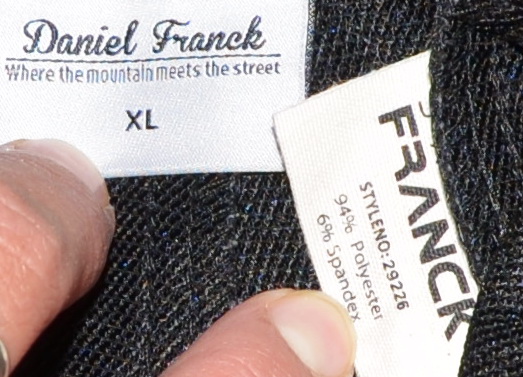 Daniel Franck
Where the mountain meets the street
XL
FRANCK
STYLENO: 29226
94% Polyester
6% Spandex